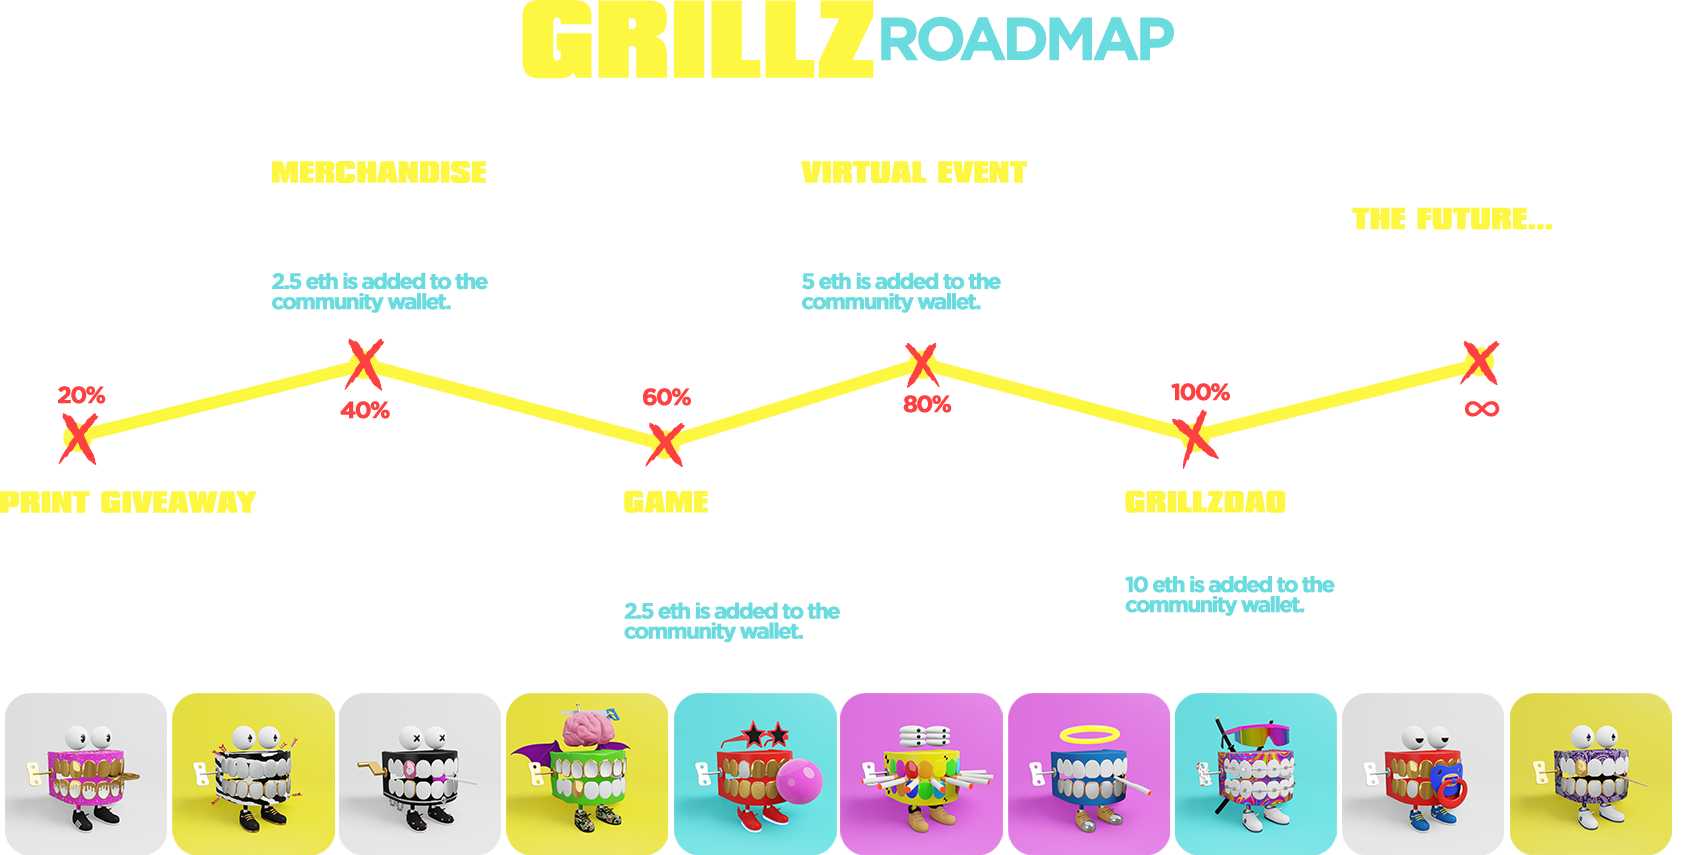 GRILLZ ROADMAP
MERCHANDISE
2.5 eth is added to the
community wallet.
VIRTUAL EVENT
5 eth is added to the
community wallet.
THE FUTURE...
20%
40%
60%
80%
100%
∞
PRINT GIVEAWAY
GAME
2.5 eth is added to the
community wallet.
GRILLZDAO
10 eth is added to the
community wallet.